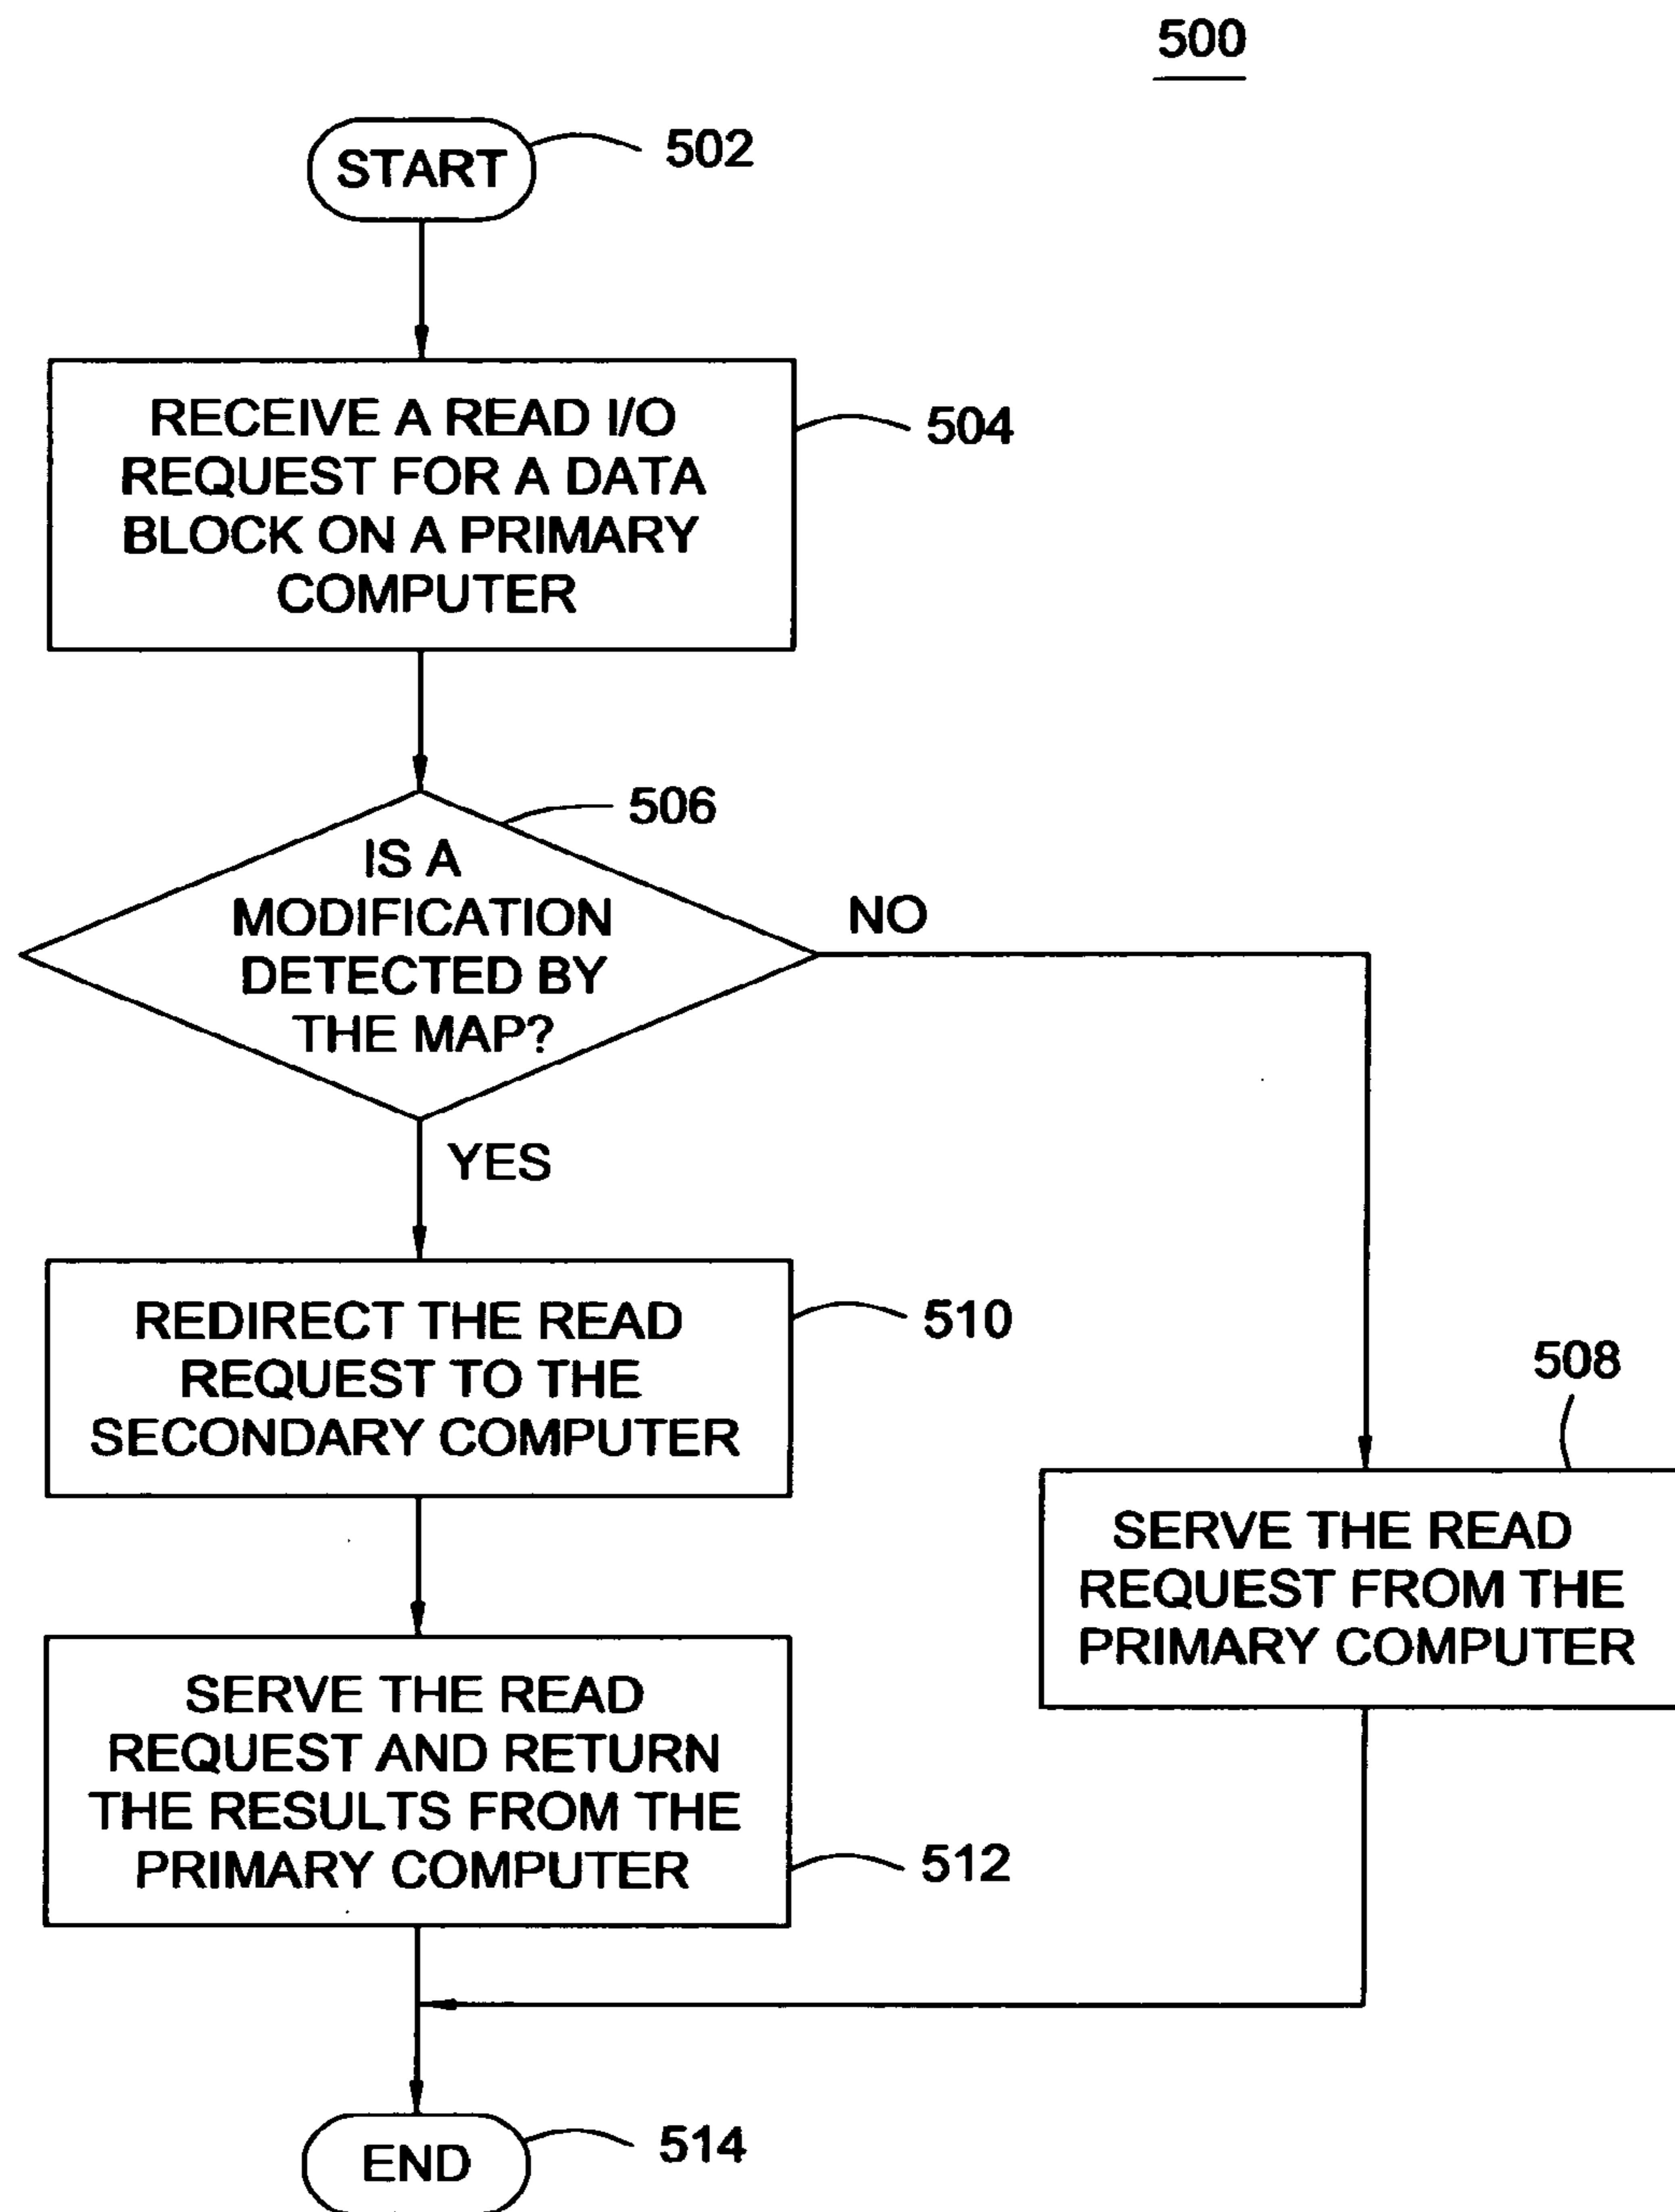 500
START
502
RECEIVE A READ I/O
REQUEST FOR A DATA
BLOCK ON A PRIMARY
COMPUTER
504
506
IS A
MODIFICATION
DETECTED BY
THE MAP?
NO
YES
REDIRECT THE READ
REQUEST TO THE
SECONDARY COMPUTER
510
508
SERVE THE READ
REQUEST FROM THE
PRIMARY COMPUTER
SERVE THE READ
REQUEST AND RETURN
THE RESULTS FROM THE
PRIMARY COMPUTER
512
END
514